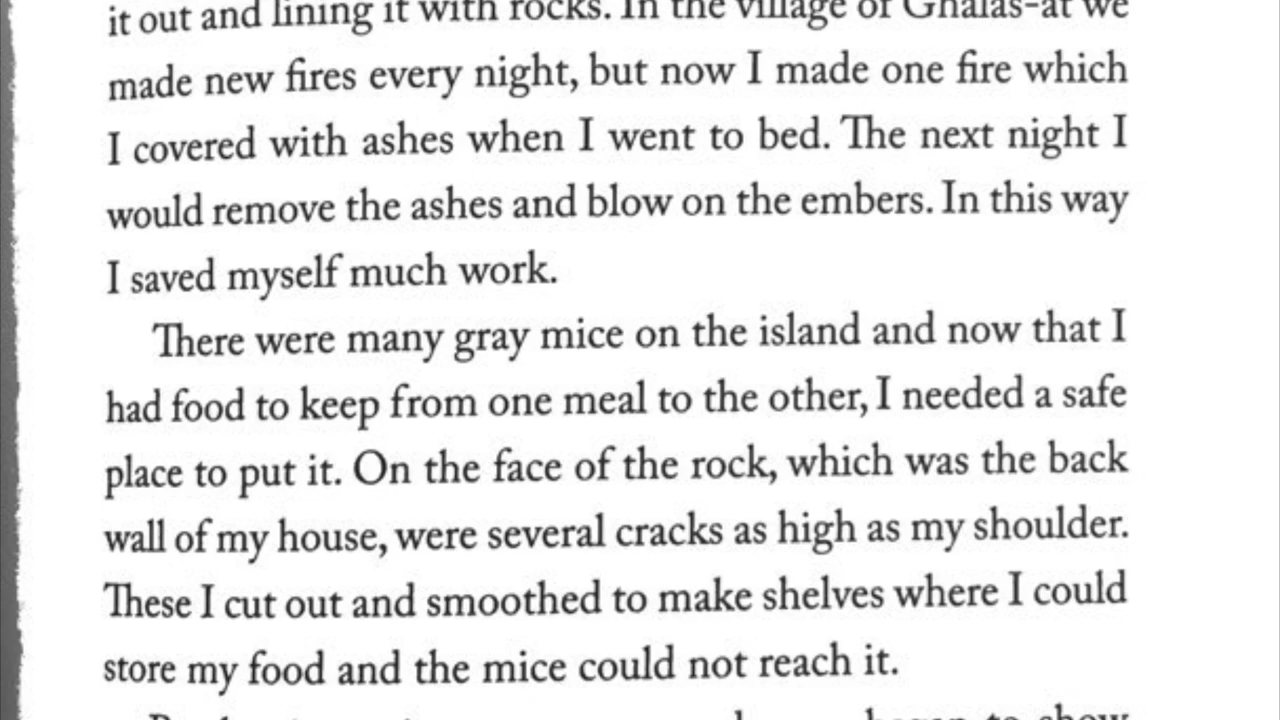 it out and lining it with rocks. In the village of Ghalas-at we
made new fires every night, but now I made one fire which
I covered with ashes when I went to bed. The next night I
would remove the ashes and blow on the embers. In this way
I saved myself much work.
There were many gray mice on the island and now that I
had food to keep from one meal to the other, I needed a safe
place to put it. On the face of the rock, which was the back
wall of my house, were several cracks as high as my shoulder.
These I cut out and smoothed to make shelves where I could
store my food and the mice could not reach it.
began to show